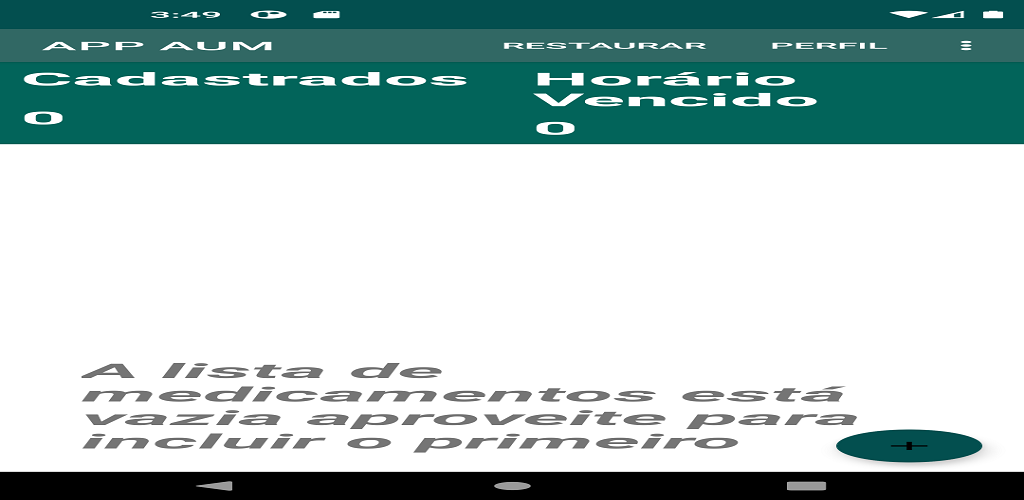 3:49
APP AUM RESTAURAR PERFIL
Cadastrados
0
Horário
Vencido
0
A lista de
medicamentos está
vazia aproveite para
incluir o primeiro